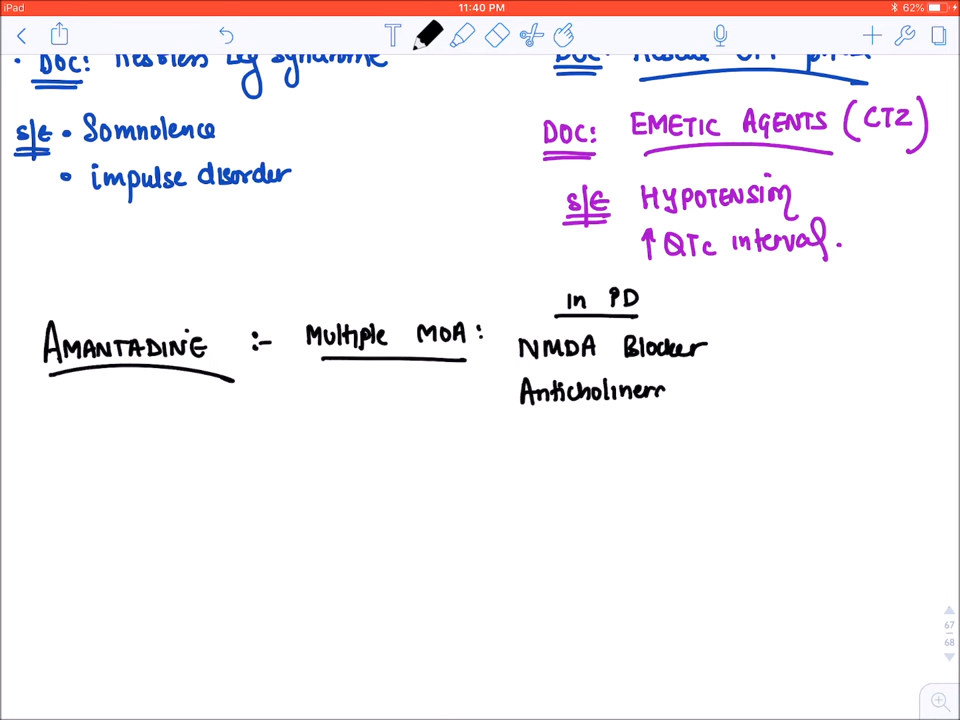 iPad
11:40 PM
62%
T
• DOC: Restless leg syndrome
S/E • Somnolence
• impulse disorder
DOC:
DOC: EMETIC AGENTS (CTZ)
S/E HYPOTENSION
↑ QTc interval.
AMANTADINE :- Multiple MOA:
In PD
NMDA Blocker
Anticholinerr
67
68